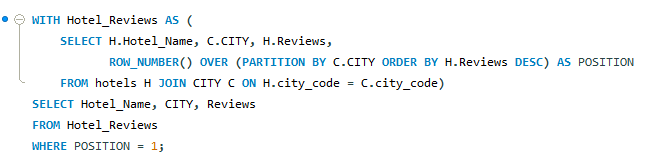 WITH Hotel_Reviews AS (
SELECT H.Hotel_Name, C.CITY, H.Reviews,
ROW_NUMBER() OVER (PARTITION BY C.CITY ORDER BY H.Reviews DESC) AS POSITION
FROM hotels H JOIN CITY C ON H.city_code = C.city_code)
SELECT Hotel_Name, CITY, Reviews
FROM Hotel_Reviews
WHERE POSITION = 1;